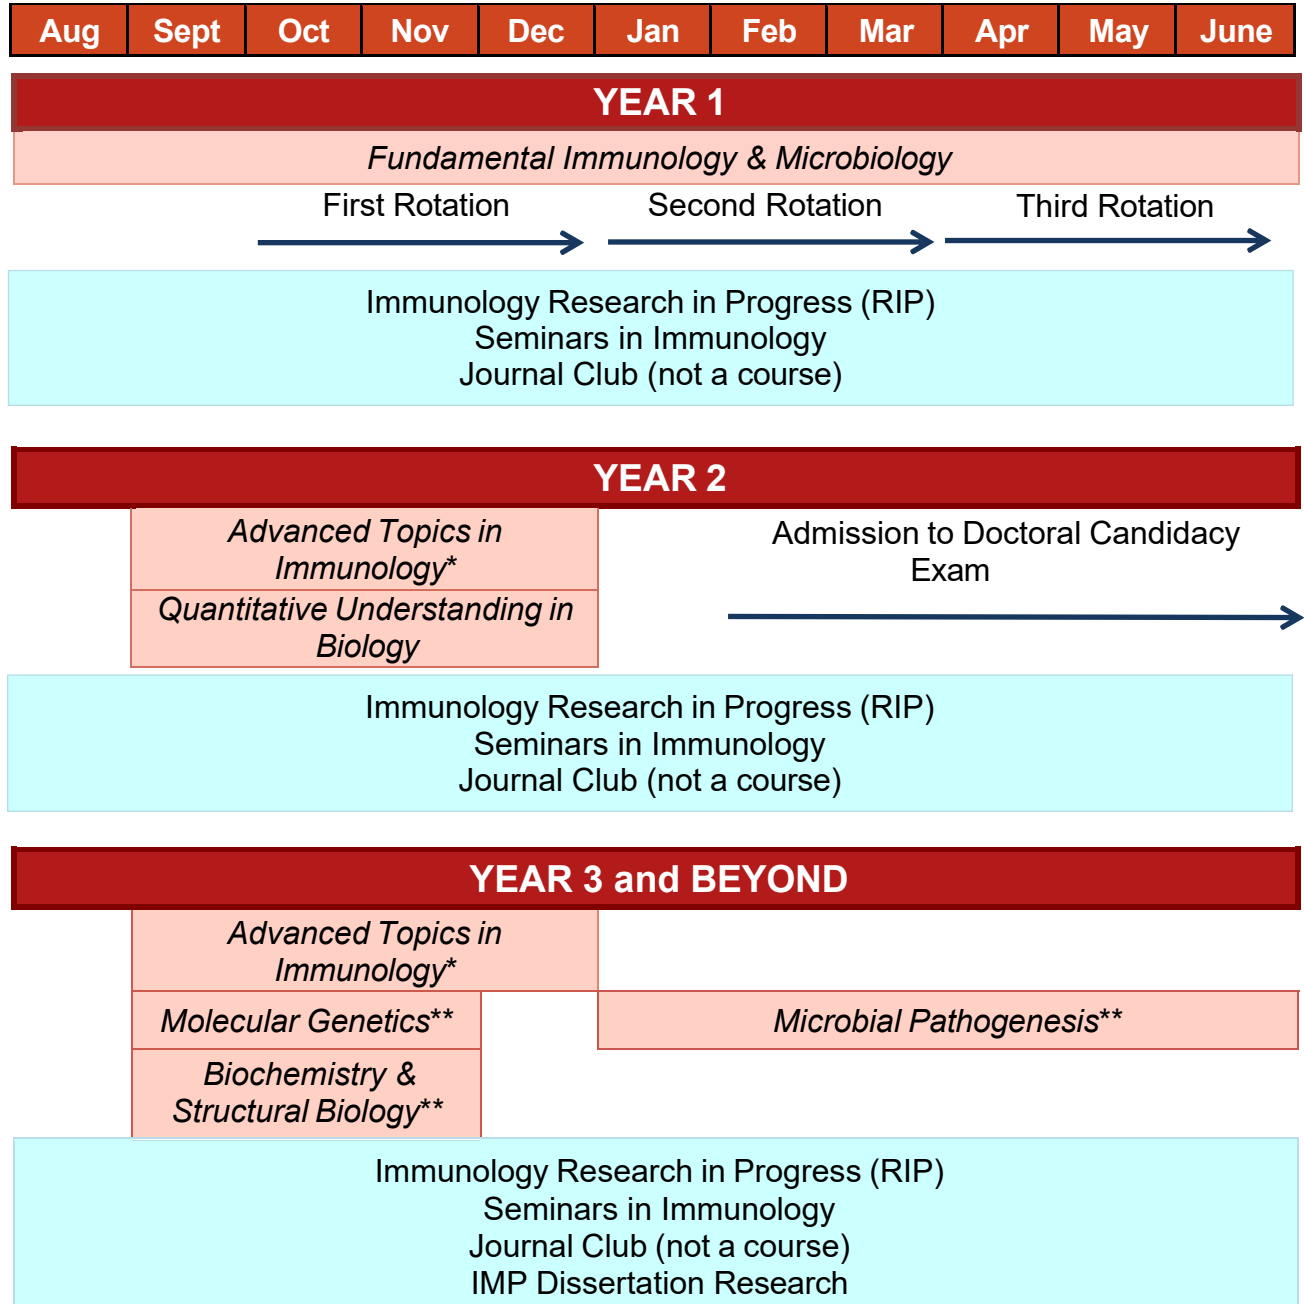 Aug Sept Oct Nov Dec Jan Feb Mar Apr May June
YEAR 1
Fundamental Immunology & Microbiology
First Rotation Second Rotation Third Rotation
Immunology Research in Progress (RIP)
Seminars in Immunology
Journal Club (not a course)
YEAR 2
Advanced Topics in
Immunology*
Quantitative Understanding in
Biology
Admission to Doctoral Candidacy
Exam
Immunology Research in Progress (RIP)
Seminars in Immunology
Journal Club (not a course)
YEAR 3 and BEYOND
Advanced Topics in
Immunology*
Molecular Genetics** Microbial Pathogenesis**
Biochemistry &
Structural Biology**
Immunology Research in Progress (RIP)
Seminars in Immunology
Journal Club (not a course)
IMP Dissertation Research